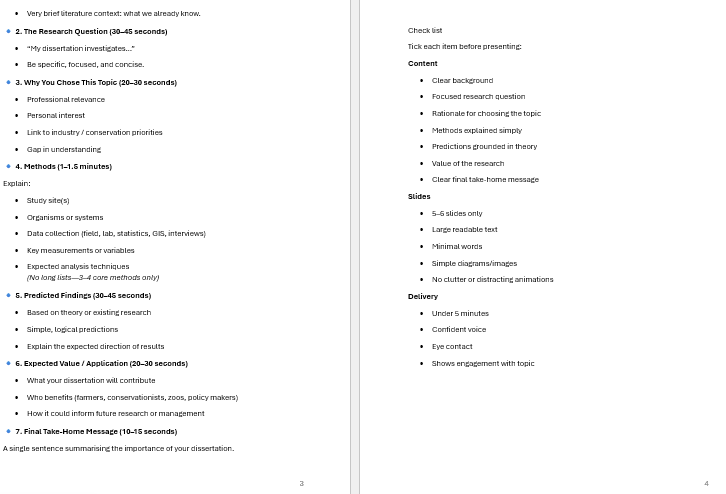 • Very brief literature context: what we already know.
🔹 2. The Research Question (30–45 seconds)
• “My dissertation investigates…”
• Be specific, focused, and concise.
🔹 3. Why You Chose This Topic (20–30 seconds)
• Professional relevance
• Personal interest
• Link to industry / conservation priorities
• Gap in understanding
🔹 4. Methods (1–1.5 minutes)
Explain:
• Study site(s)
• Organisms or systems
• Data collection (field, lab, statistics, GIS, interviews)
• Key measurements or variables
• Expected analysis techniques
(No long lists—3–4 core methods only)
🔹 5. Predicted Findings (30–45 seconds)
• Based on theory or existing research
• Simple, logical predictions
• Explain the expected direction of results
🔹 6. Expected Value / Application (20–30 seconds)
• What your dissertation will contribute
• Who benefits (farmers, conservationists, zoos, policy makers)
• How it could inform future research or management
🔹 7. Final Take-Home Message (10–15 seconds)
A single sentence summarising the importance of your dissertation.
3
Check list
Tick each item before presenting:
Content
• Clear background
• Focused research question
• Rationale for choosing the topic
• Methods explained simply
• Predictions grounded in theory
• Value of the research
• Clear final take-home message
Slides
• 5–6 slides only
• Large readable text
• Minimal words
• Simple diagrams/images
• No clutter or distracting animations
Delivery
• Under 5 minutes
• Confident voice
• Eye contact
• Shows engagement with topic
4